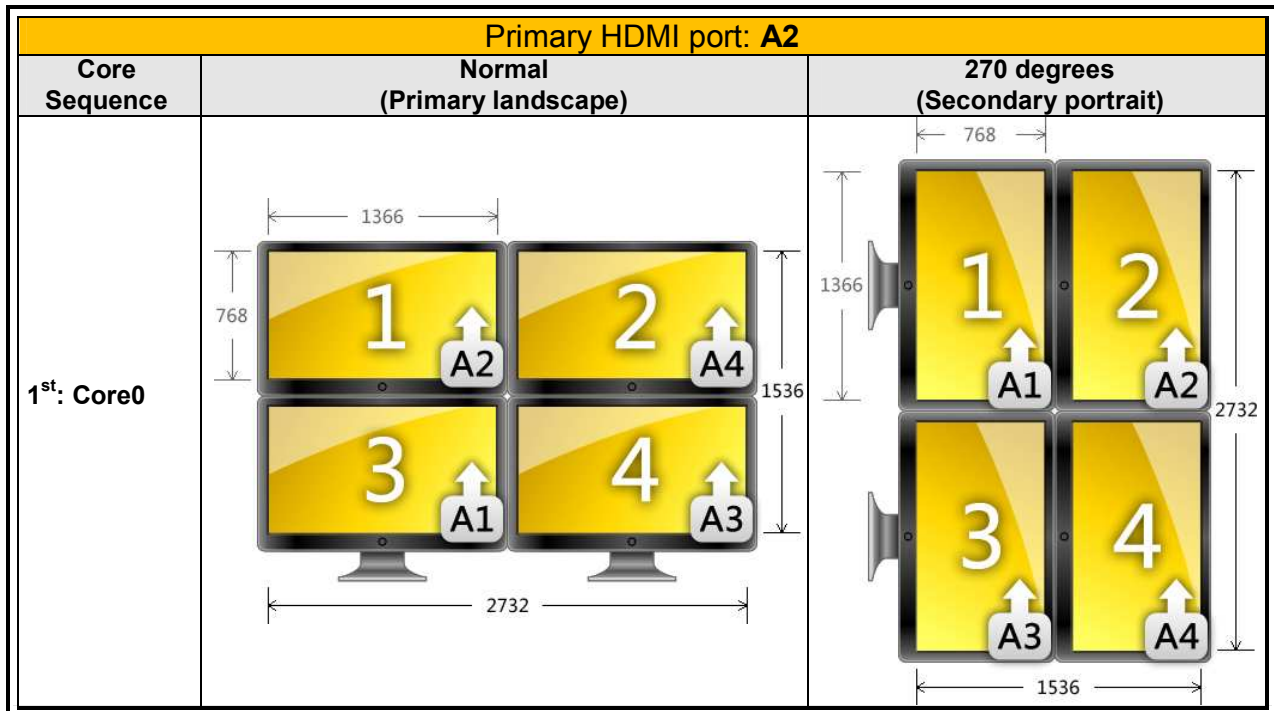 Primary HDMI port: A2
Core
Sequence
Normal
(Primary landscape)
270 degrees
(Secondary portrait)
1st: Core0
1366
768
1
A2
2
A4
1536
3
A1
4
A3
2732
768
1366
1
A1
2
A2
2732
3
A3
4
A4
1536